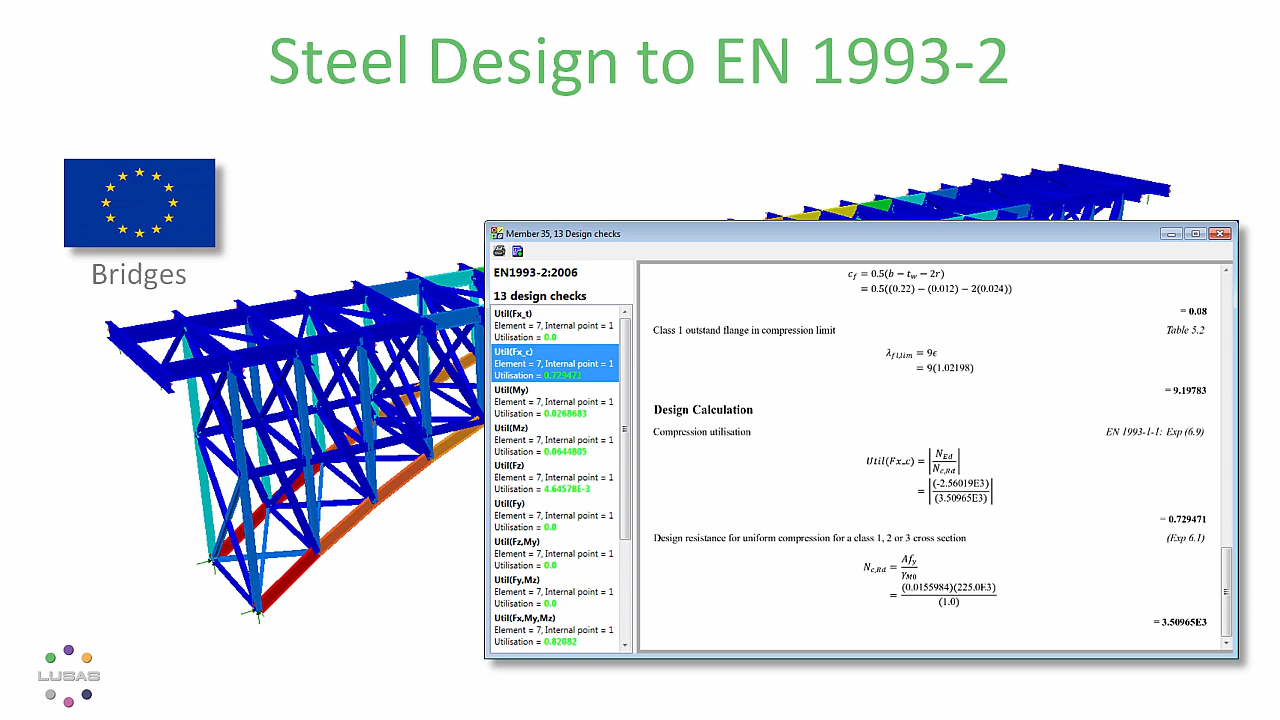 Steel Design to EN 1993-2
Bridges
Member 35, 13 Design checks
EN1993-2:2006
13 design checks
Util(Fx_t)
Element = 7, Internal point = 1
Utilisation = 0.0
Util(Fx_c)
Element = 7, Internal point = 1
Utilisation = 0.729471
Util(My)
Element = 7, Internal point = 1
Utilisation = 0.0268683
Util(Mz)
Element = 7, Internal point = 1
Utilisation = 0.0644805
Util(Fz)
Element = 7, Internal point = 1
Utilisation = 4.64578E-3
Util(Fy)
Element = 7, Internal point = 1
Utilisation = 0.0
Util(Fz,My)
Element = 7, Internal point = 1
Utilisation = 0.0
Util(Fy,Mz)
Element = 7, Internal point = 1
Utilisation = 0.0
Util(Fx,My,Mz)
Element = 7, Internal point = 1
Utilisation = 0.82082
c_f = 0.5(b − t_w − 2r)
= 0.5((0.22) − (0.012) − 2(0.024))
= 0.08
Class 1 outstand flange in compression limit Table 5.2
λ_fl,lim = 9ϵ
= 9(1.02198)
= 9.19783
Design Calculation
Compression utilisation EN 1993-1-1: Exp (6.9)
Util(Fx_c) = |N_Ed / N_c,Rd|
= |(-2.56019E3) / (3.50965E3)|
= 0.729471
Design resistance for uniform compression for a class 1, 2 or 3 cross section (Exp 6.1)
N_c,Rd = Af_y / γ_M0
= (0.0155984)(225.0E3) / (1.0)
= 3.50965E3
LUSAS